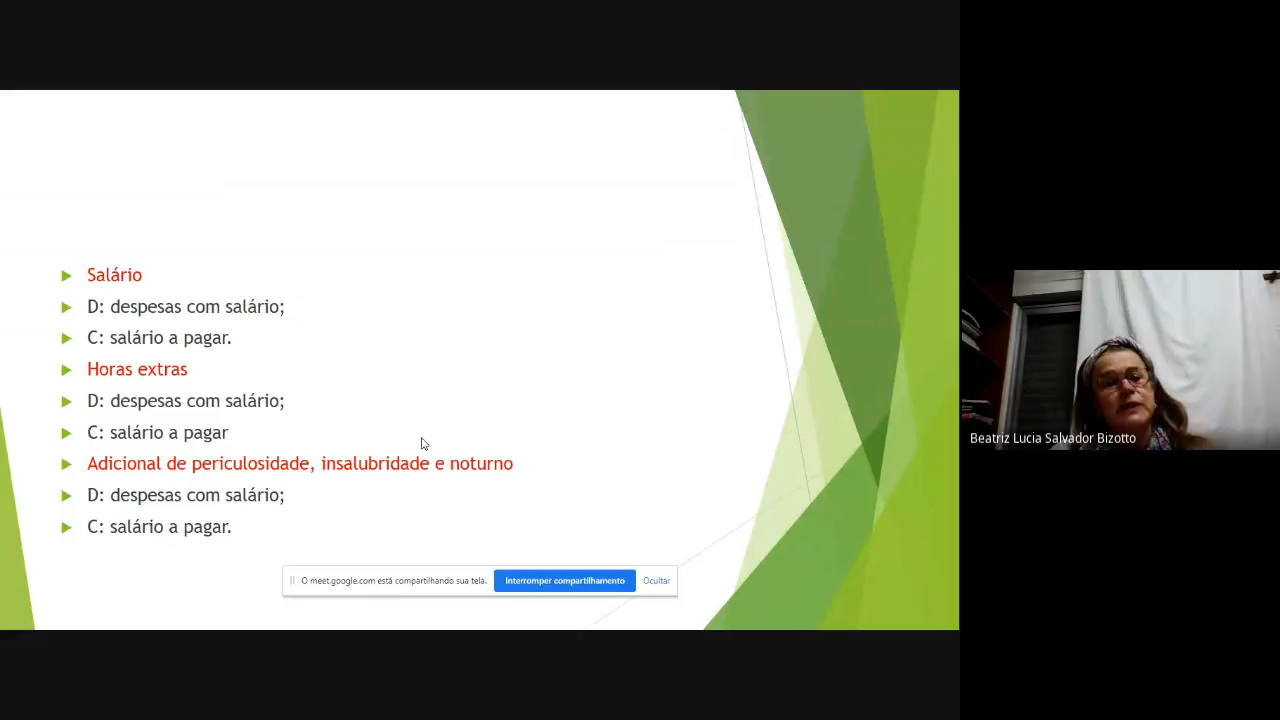 Salário
D: despesas com salário;
C: salário a pagar.
Horas extras
D: despesas com salário;
C: salário a pagar
Adicional de periculosidade, insalubridade e noturno
D: despesas com salário;
C: salário a pagar.
O meet.google.com está compartilhando sua tela. Interromper compartilhamento Ocultar
Beatriz Lucia Salvador Bizotto